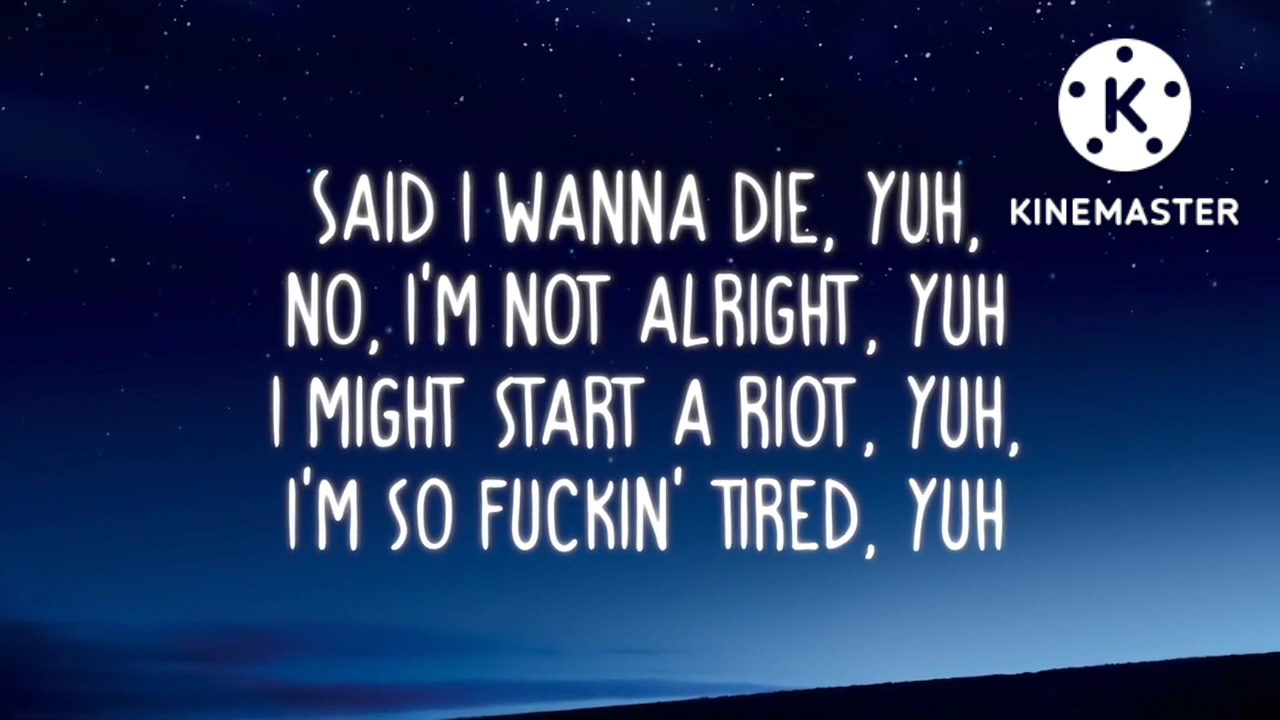 SAID I WANNA DIE, YUH,
NO, I'M NOT ALRIGHT, YUH
I MIGHT START A RIOT, YUH,
I'M SO FUCKIN' TIRED, YUH
K
KINEMASTER